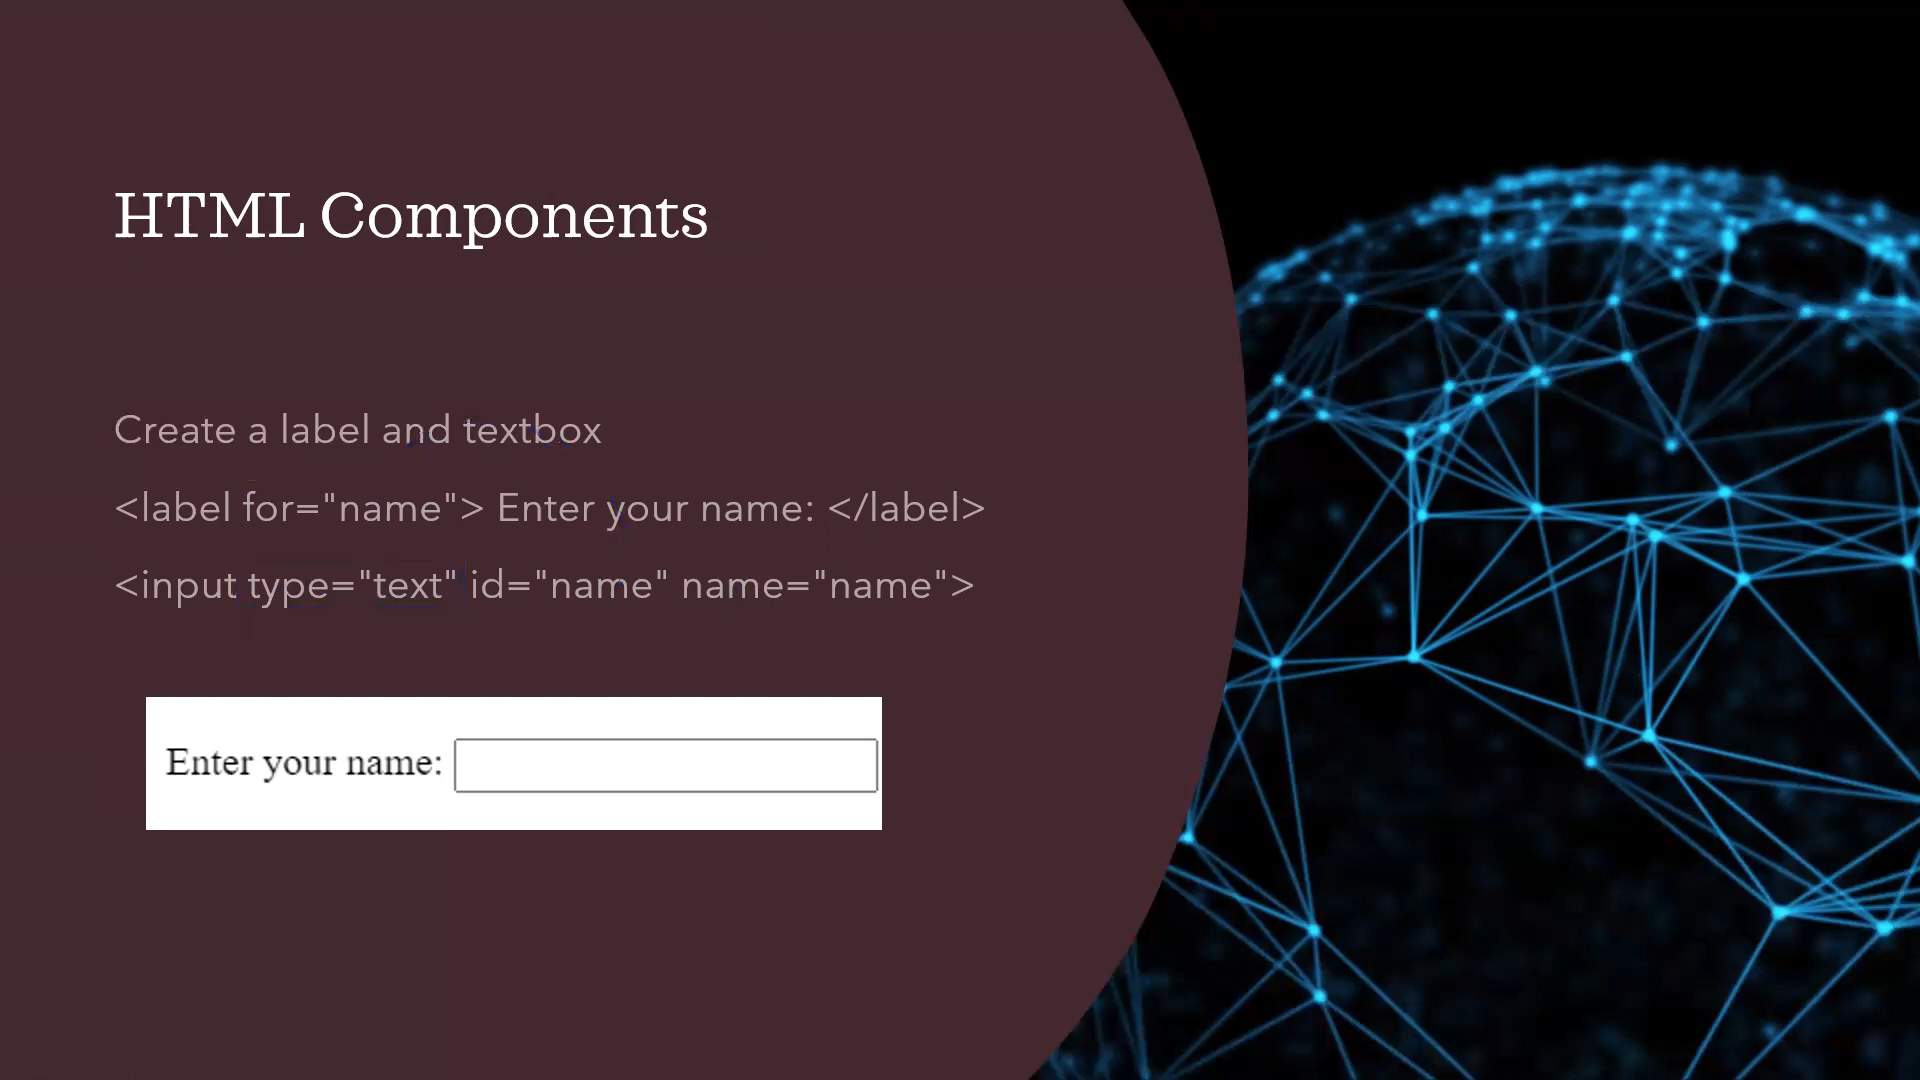 HTML Components
Create a label and textbox
<label for="name"> Enter your name: </label>
<input type="text" id="name" name="name">
Enter your name: